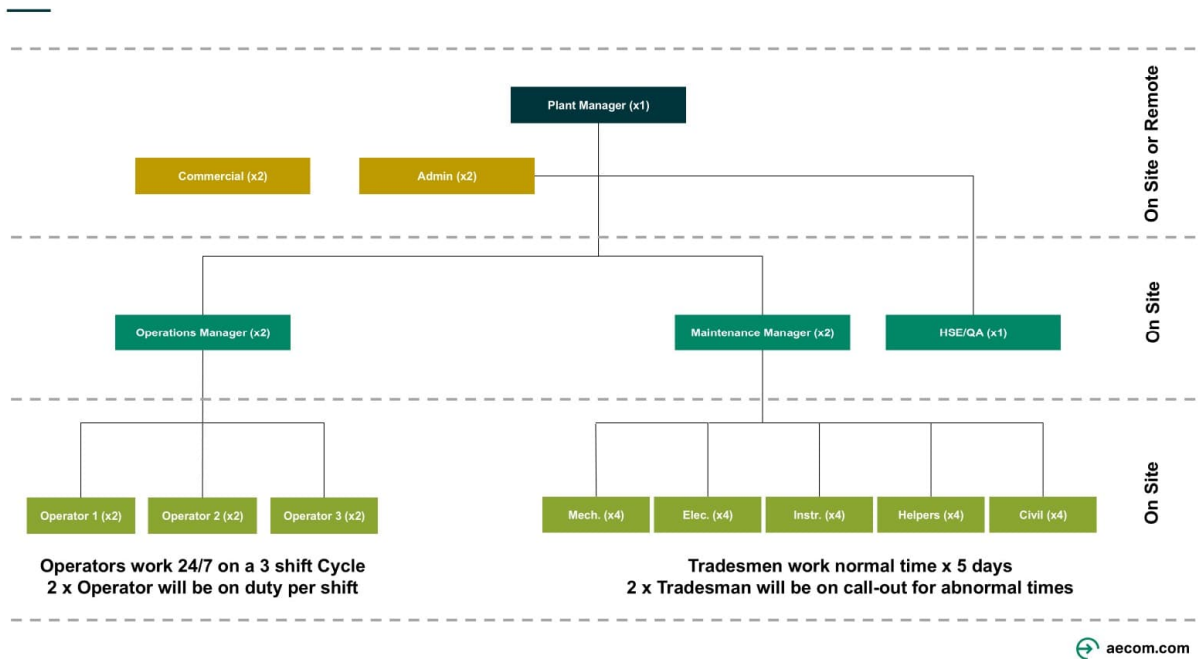 Plant Manager (x1)
Commercial (x2)
Admin (x2)
On Site or Remote
Operations Manager (x2)
Maintenance Manager (x2)
HSE/QA (x1)
On Site
Operator 1 (x2)
Operator 2 (x2)
Operator 3 (x2)
Mech. (x4)
Elec. (x4)
Instr. (x4)
Helpers (x4)
Civil (x4)
On Site
Operators work 24/7 on a 3 shift Cycle
2 x Operator will be on duty per shift
Tradesmen work normal time x 5 days
2 x Tradesman will be on call-out for abnormal times
aecom.com